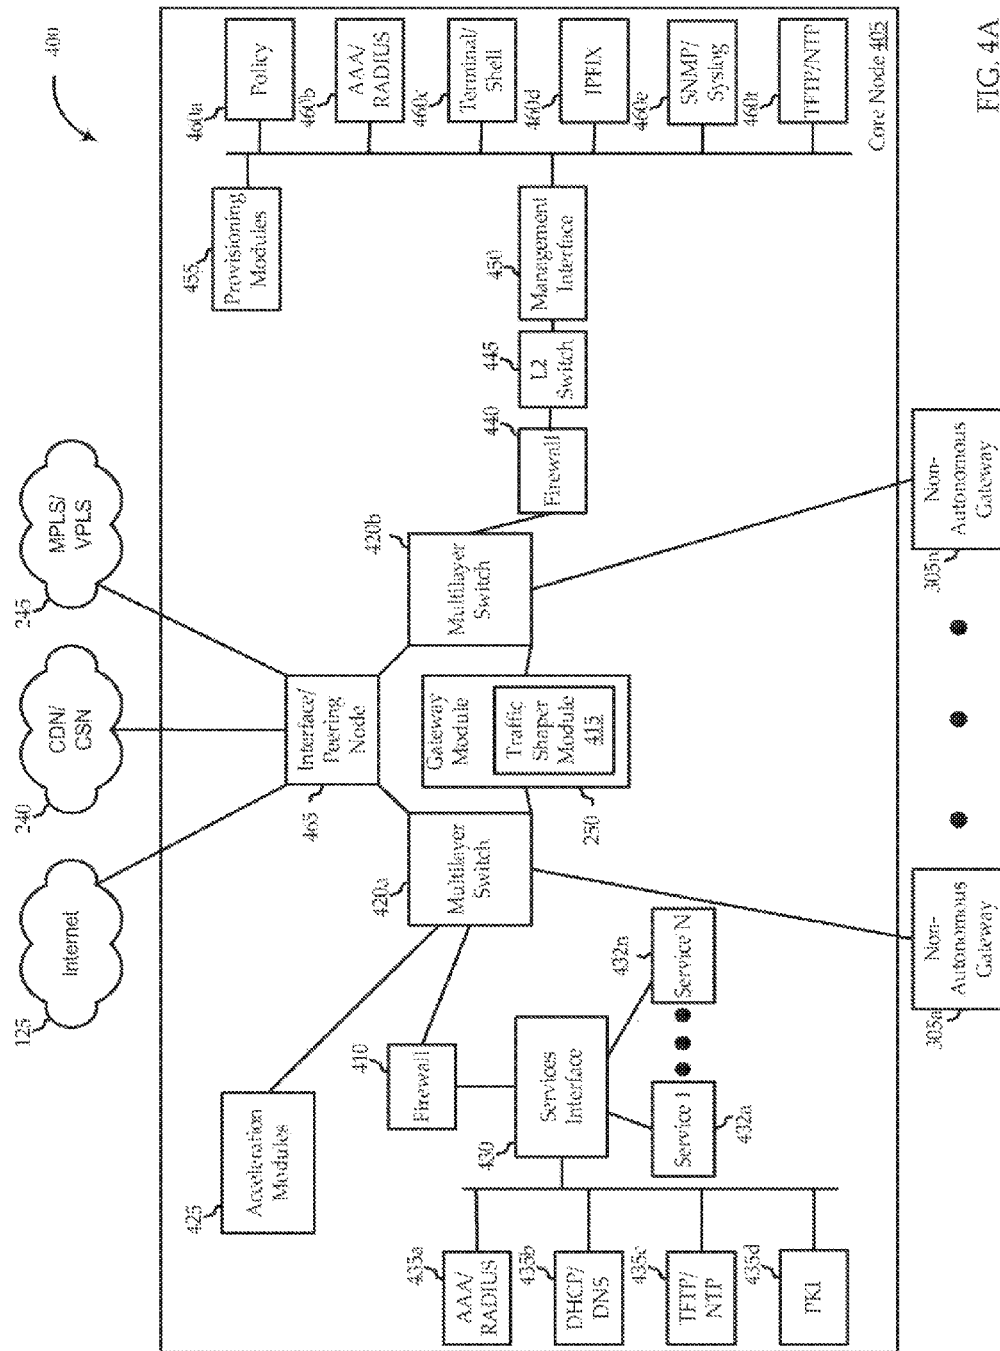 400
Internet
125
CDN/
CSN
240
MPLS/
VPLS
245
Acceleration
Modules
425
Interface/
Peering
Node
465
Provisioning
Modules
455
Policy
460a
AAA/
RADIUS
460b
Terminal/
Shell
460c
IPFIX
460d
SNMP/
Syslog
460e
TFTP/NTP
460f
Firewall
410
Multilayer
Switch
420a
Gateway Module
Traffic
Shaper
Module
415
250
Multilayer
Switch
420b
Firewall
440
L2
Switch
445
Management
Interface
450
AAA/
RADIUS
435a
DHCP/
DNS
435b
TFTP/
NTP
435c
PKI
435d
Services
Interface
430
Service 1
432a
Service N
432n
Core Node 405
Non-
Autonomous
Gateway
305a
Non-
Autonomous
Gateway
305n
FIG. 4A